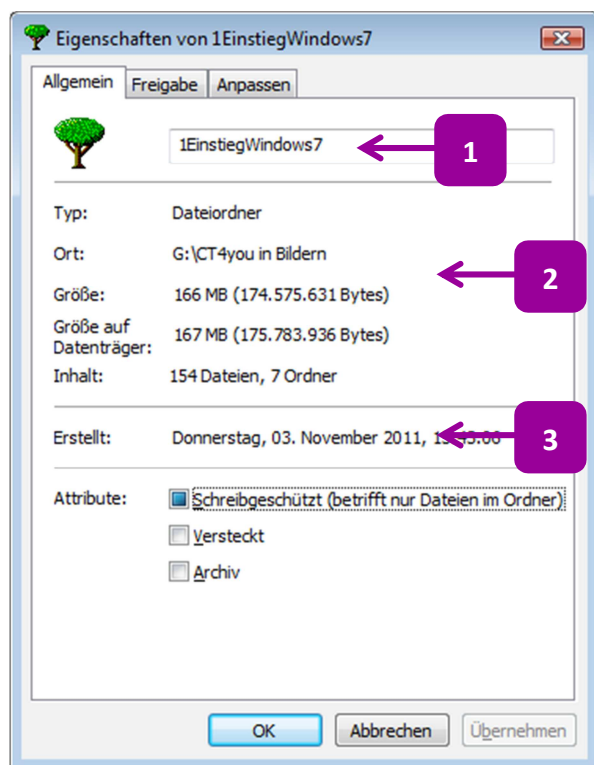 Eigenschaften von 1EinstiegWindows7
Allgemein Freigabe Anpassen
1EinstiegWindows7
1
Typ: Dateiordner
Ort: G:\CT4you in Bildern
2
Größe: 166 MB (174.575.631 Bytes)
Größe auf
Datenträger: 167 MB (175.783.936 Bytes)
Inhalt: 154 Dateien, 7 Ordner
Erstellt: Donnerstag, 03. November 2011,
3
Attribute: Schreibgeschützt (betrifft nur Dateien im Ordner)
Versteckt
Archiv
OK Abbrechen Übernehmen